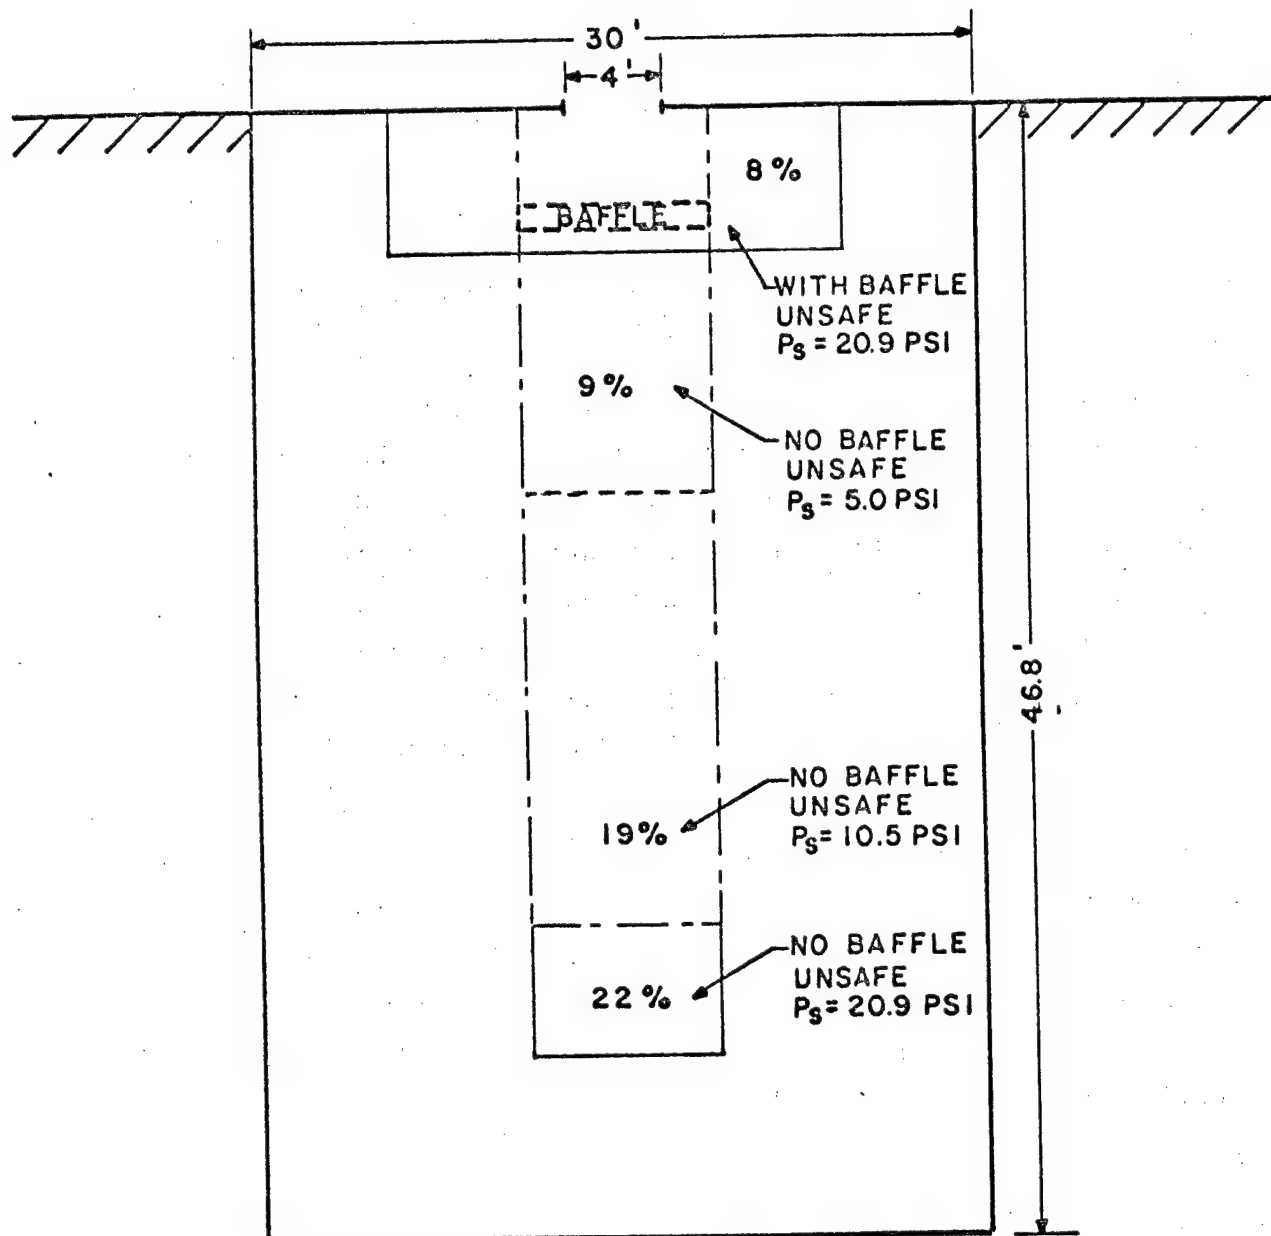 30'
4'
8%
BAFFLE
WITH BAFFLE
UNSAFE
Ps = 20.9 PSI
9%
NO BAFFLE
UNSAFE
Ps = 5.0 PSI
46.8'
NO BAFFLE
UNSAFE
Ps = 10.5 PSI
19%
NO BAFFLE
UNSAFE
Ps = 20.9 PSI
22%